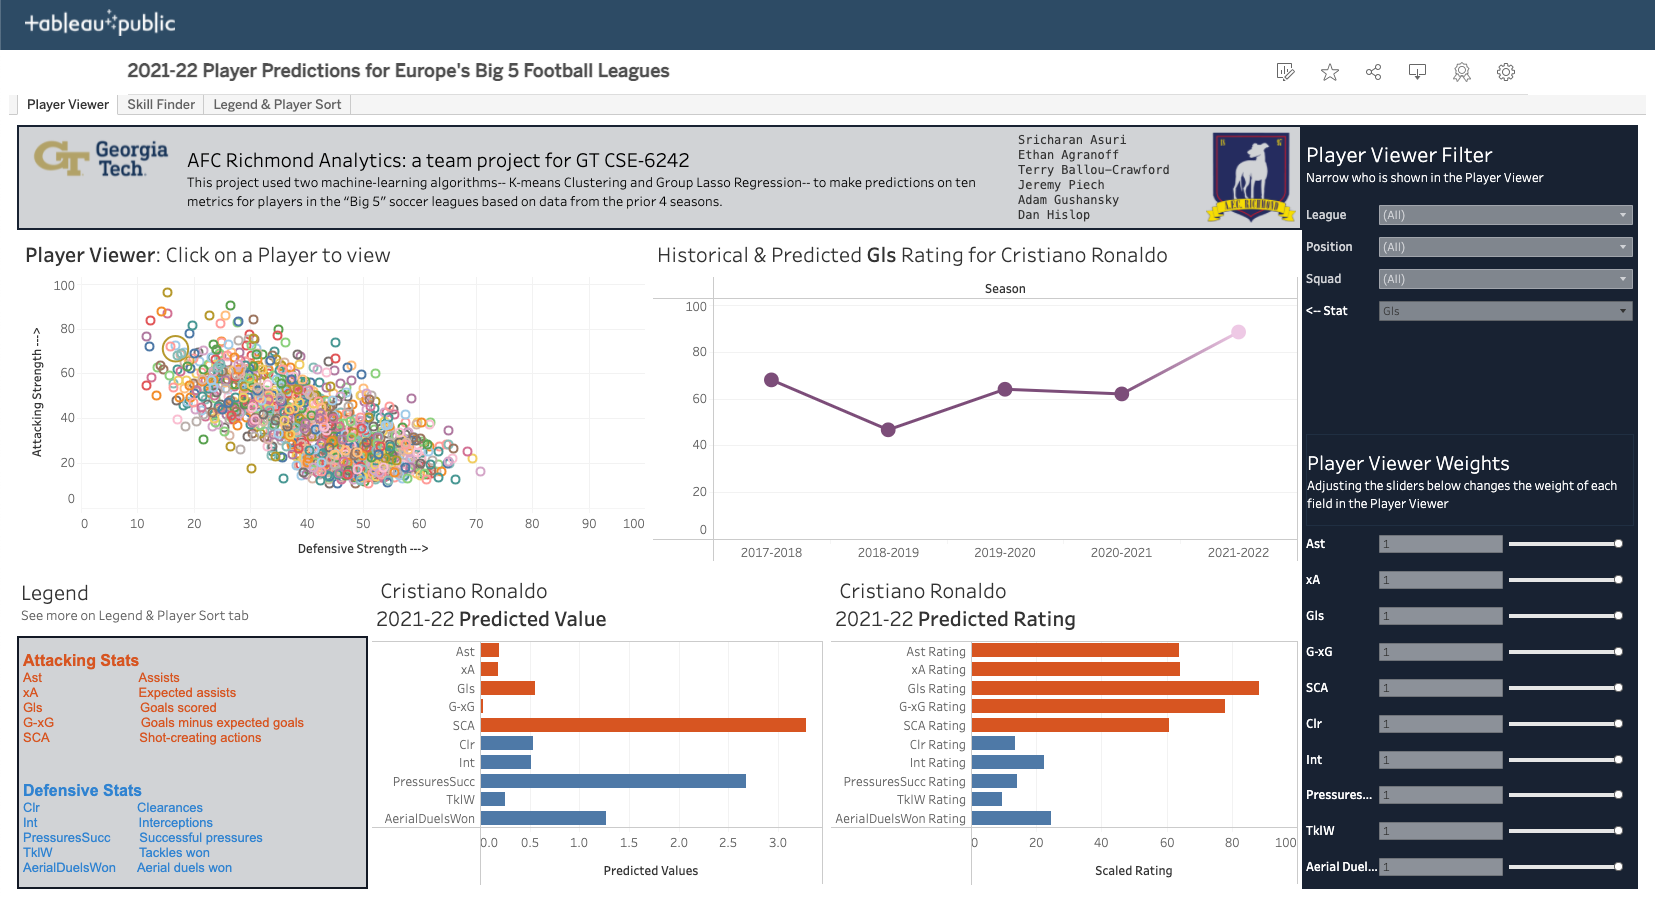 +ableau public
2021-22 Player Predictions for Europe's Big 5 Football Leagues
Player Viewer Skill Finder Legend & Player Sort
GT Georgia Tech
AFC Richmond Analytics: a team project for GT CSE-6242
This project used two machine-learning algorithms-- K-means Clustering and Group Lasso Regression-- to make predictions on ten
metrics for players in the “Big 5” soccer leagues based on data from the prior 4 seasons.
Sricharan Asuri
Ethan Agranoff
Terry Ballou-Crawford
Jeremy Piech
Adam Gushansky
Dan Hislop
A.F.C. RICHMOND
Player Viewer Filter
Narrow who is shown in the Player Viewer
League (All)
Position (All)
Squad (All)
<-- Stat Gls
Player Viewer: Click on a Player to view
Attacking Strength --->
100
80
60
40
20
0
0 10 20 30 40 50 60 70 80 90 100
Defensive Strength --->
Historical & Predicted Gls Rating for Cristiano Ronaldo
Season
100
80
60
40
20
0
2017-2018 2018-2019 2019-2020 2020-2021 2021-2022
Player Viewer Weights
Adjusting the sliders below changes the weight of each
field in the Player Viewer
Ast 1
xA 1
Gls 1
G-xG 1
SCA 1
Clr 1
Int 1
Pressures... 1
TklW 1
Aerial Duel... 1
Legend
See more on Legend & Player Sort tab
Attacking Stats
Ast Assists
xA Expected assists
Gls Goals scored
G-xG Goals minus expected goals
SCA Shot-creating actions
Defensive Stats
Clr Clearances
Int Interceptions
PressuresSucc Successful pressures
TklW Tackles won
AerialDuelsWon Aerial duels won
Cristiano Ronaldo
2021-22 Predicted Value
Ast
xA
Gls
G-xG
SCA
Clr
Int
PressuresSucc
TklW
AerialDuelsWon
0.0 0.5 1.0 1.5 2.0 2.5 3.0
Predicted Values
Cristiano Ronaldo
2021-22 Predicted Rating
Ast Rating
xA Rating
Gls Rating
G-xG Rating
SCA Rating
Clr Rating
Int Rating
PressuresSucc Rating
TklW Rating
AerialDuelsWon Rating
0 20 40 60 80 100
Scaled Rating